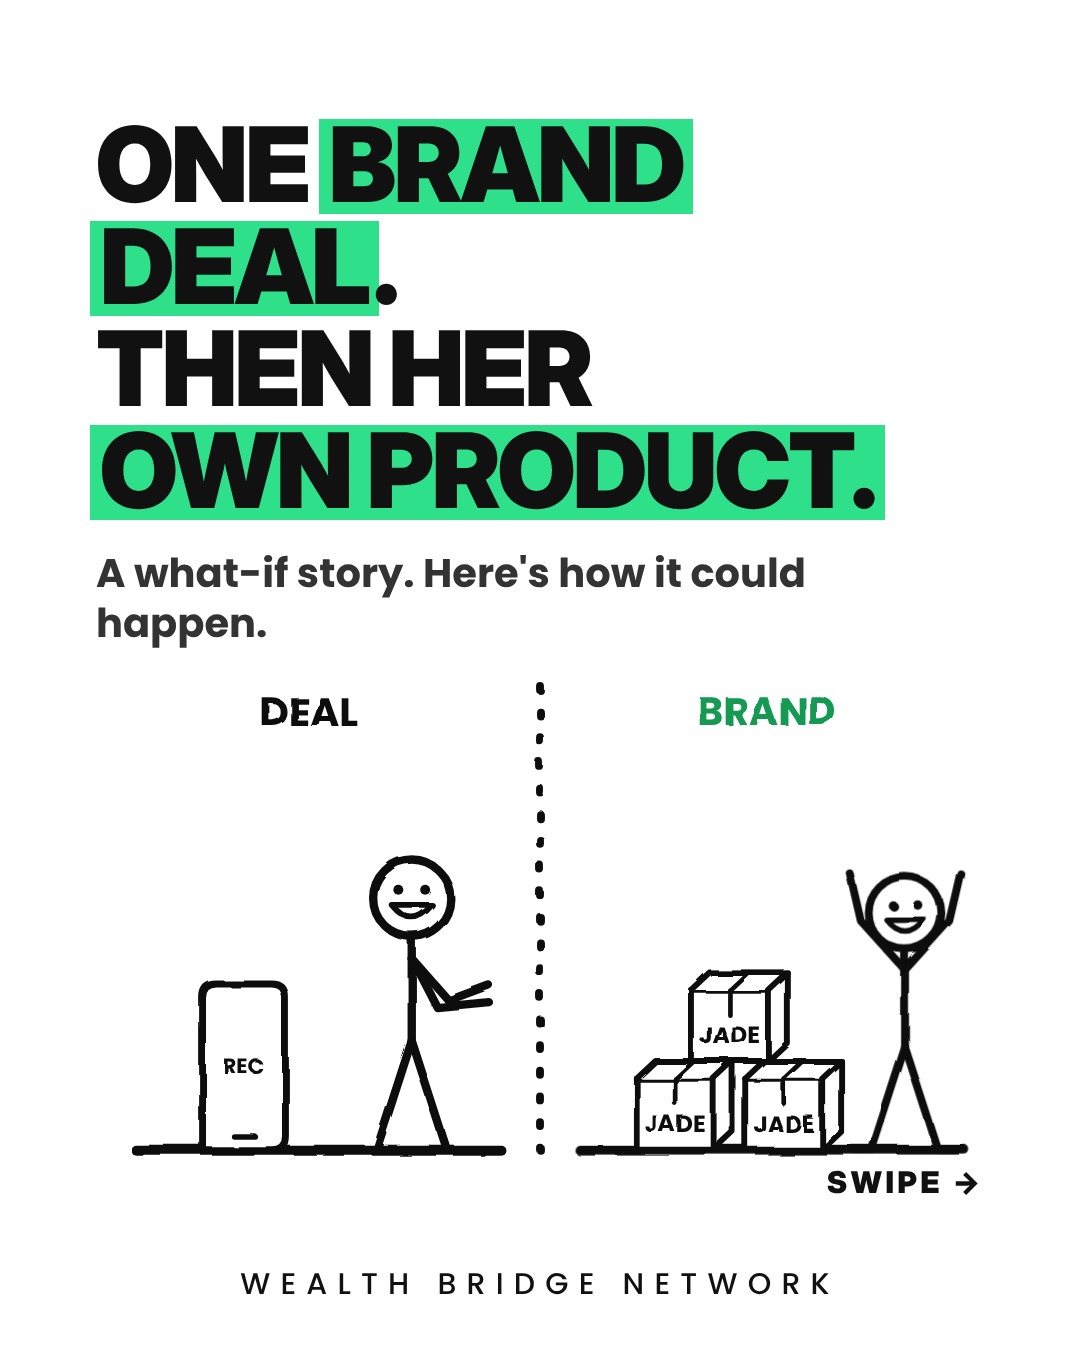 ONE BRAND
DEAL.
THEN HER
OWN PRODUCT.
A what-if story. Here's how it could
happen.
DEAL
BRAND
REC
JADE
JADE
JADE
SWIPE →
WEALTH BRIDGE NETWORK